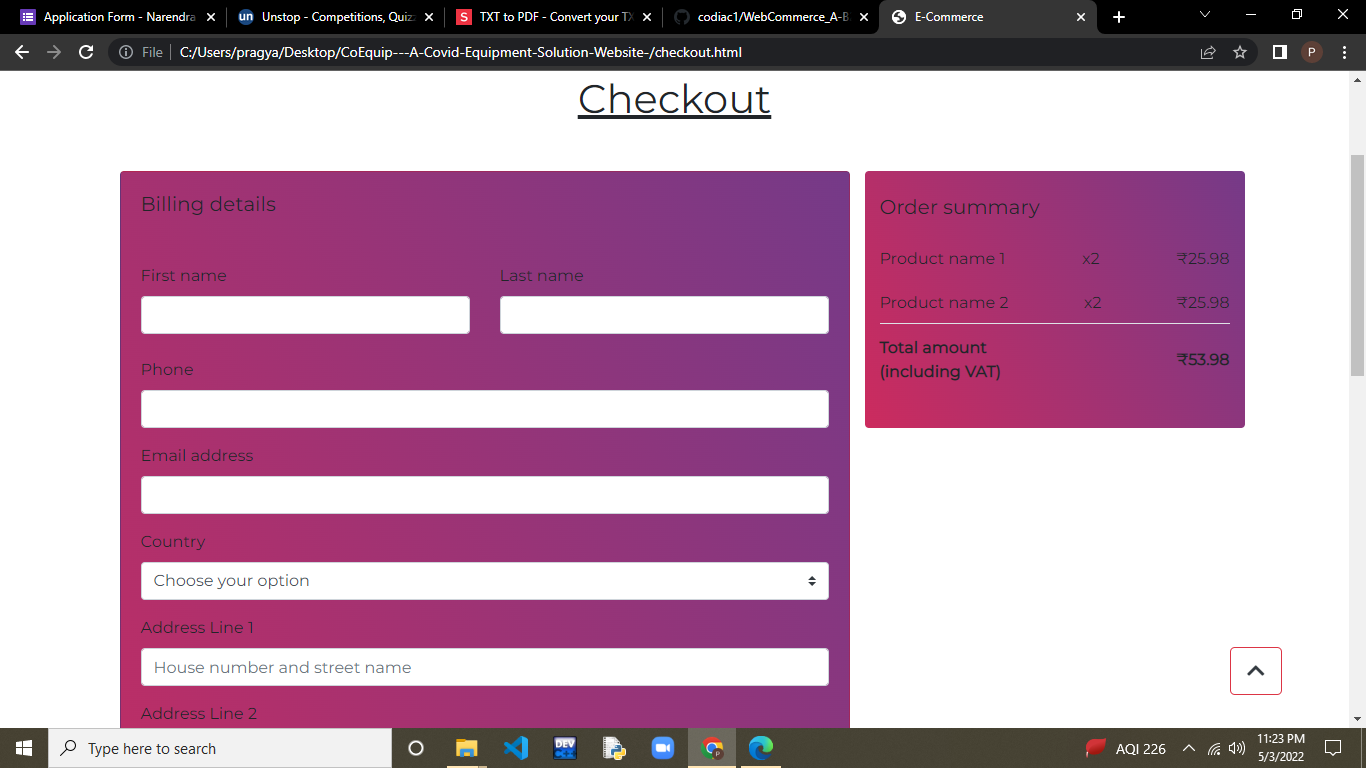 Application Form - Narendra
un Unstop - Competitions, Quiz
S TXT to PDF - Convert your TX
codiac1/WebCommerce_A-B
E-Commerce
File C:/Users/pragya/Desktop/CoEquip---A-Covid-Equipment-Solution-Website-/checkout.html
P
Checkout
Billing details
First name
Last name
Phone
Email address
Country
Choose your option
Address Line 1
House number and street name
Address Line 2
Order summary
Product name 1 x2 ₹25.98
Product name 2 x2 ₹25.98
Total amount
(including VAT)
₹53.98
Type here to search
DEV
AQI 226
11:23 PM
5/3/2022